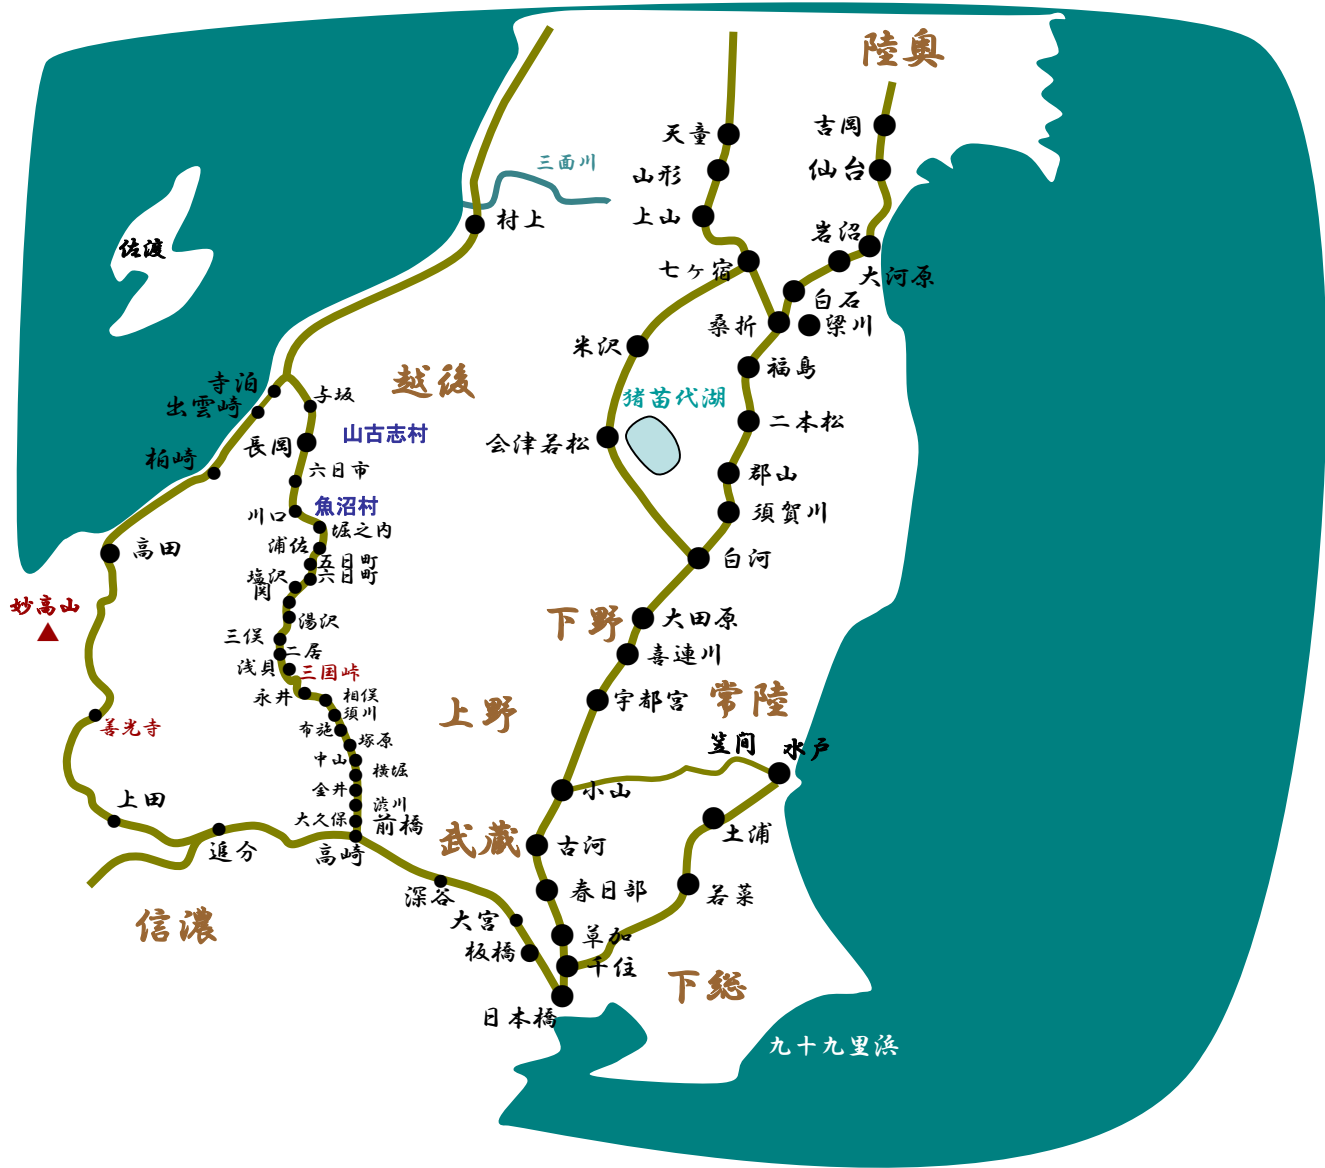 陸奥
天童
吉岡
三面川
山形
仙台
村上
上山
岩沼
佐渡
七ヶ宿
大河原
白石
桑折
梁川
米沢
福島
寺泊
越後
与坂
猪苗代湖
出雲崎
二本松
山古志村
長岡
会津若松
柏崎
六日市
郡山
魚沼村
川口
須賀川
堀之内
浦佐
高田
五日町
白河
塩沢
六日町
関
妙高山
湯沢
下野
大田原
三俣
二居
喜連川
浅貝
三国峠
永井
相俣
宇都宮
常陸
須川
上野
善光寺
布施
塚原
笠間
水戸
中山
横堀
金井
小山
上田
渋川
大久保
前橋
土浦
武蔵
古河
追分
高崎
深谷
春日部
若菜
信濃
大宮
草加
板橋
千住
下総
日本橋
九十九里浜